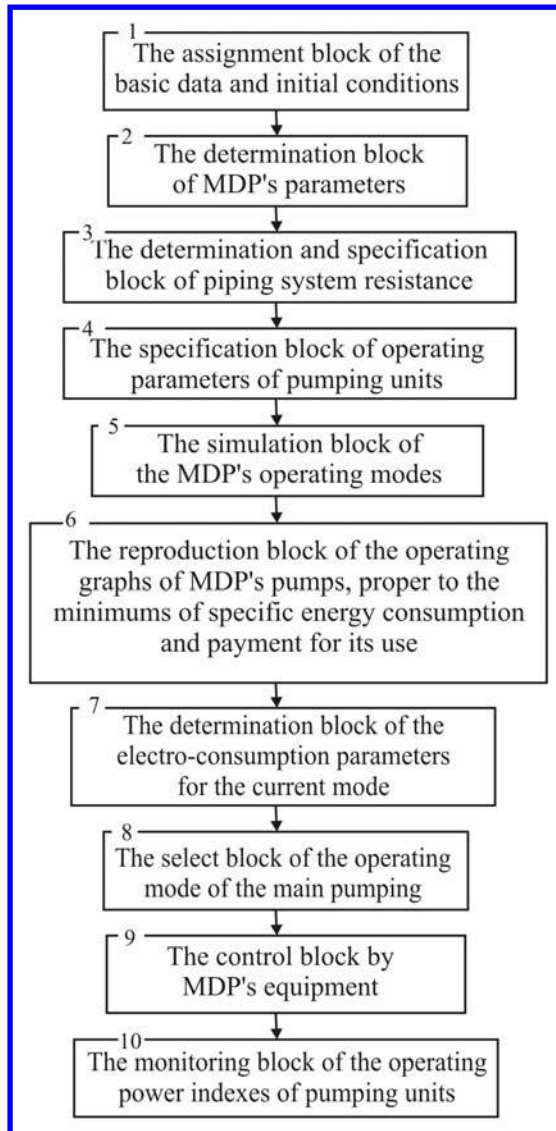 1
The assignment block of the
basic data and initial conditions
2
The determination block
of MDP's parameters
3
The determination and specification
block of piping system resistance
4
The specification block of operating
parameters of pumping units
5
The simulation block of
the MDP's operating modes
6
The reproduction block of the operating
graphs of MDP's pumps, proper to the
minimums of specific energy consumption
and payment for its use
7
The determination block of the
electro-consumption parameters
for the current mode
8
The select block of the operating
mode of the main pumping
9
The control block by
MDP's equipment
10
The monitoring block of the operating
power indexes of pumping units